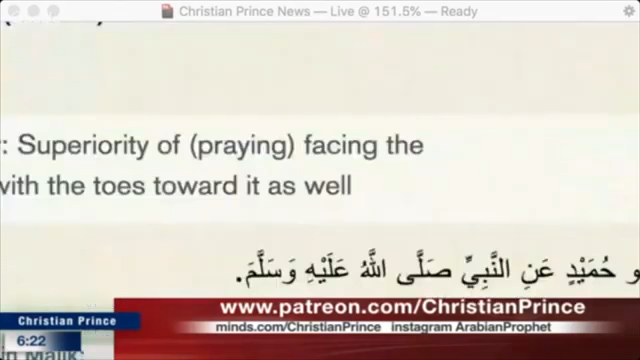 Christian Prince News — Live @ 151.5% — Ready
: Superiority of (praying) facing the
with the toes toward it as well
و حُمَيْدٍ عَنِ النَّبِيِّ صَلَّى اللَّهُ عَلَيْهِ وَسَلَّمَ.
www.patreon.com/ChristianPrince
Christian Prince
minds.com/ChristianPrince instagram ArabianProphet
6:22
Malik: